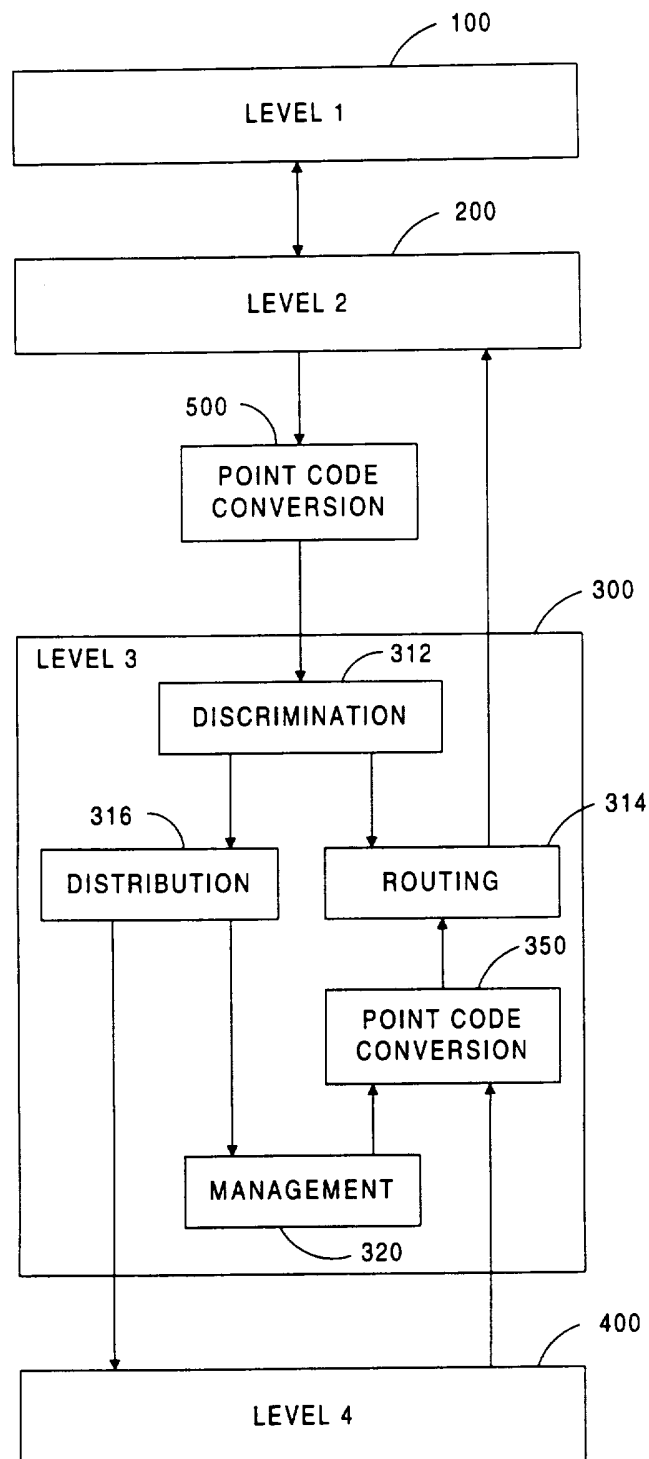 100
LEVEL 1
200
LEVEL 2
500
POINT CODE
CONVERSION
300
LEVEL 3
312
DISCRIMINATION
316
314
DISTRIBUTION
ROUTING
350
POINT CODE
CONVERSION
MANAGEMENT
320
400
LEVEL 4